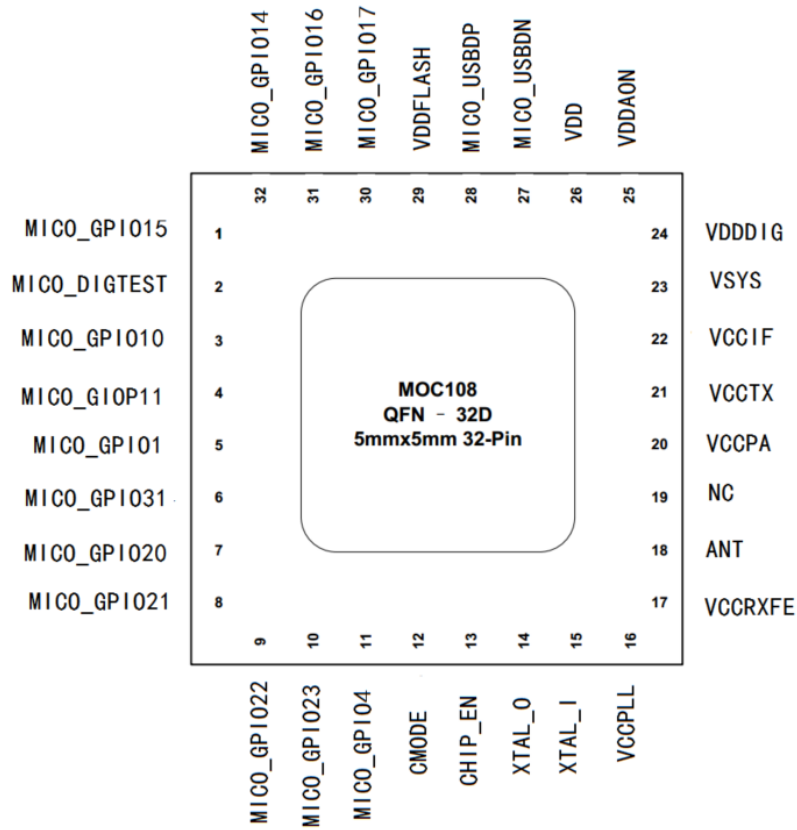 MICO_GPIO14
MICO_GPIO16
MICO_GPIO17
VDDFLASH
MICO_USBDP
MICO_USBDN
VDD
VDDAON
32 31 30 29 28 27 26 25
MICO_GPIO15 1
MICO_DIGTEST 2
MICO_GPIO10 3
MICO_GIOP11 4
MICO_GPIO1 5
MICO_GPIO31 6
MICO_GPIO20 7
MICO_GPIO21 8
MOC108
QFN - 32D
5mmx5mm 32-Pin
24 VDDDIG
23 VSYS
22 VCCIF
21 VCCTX
20 VCCPA
19 NC
18 ANT
17 VCCRXFE
9 10 11 12 13 14 15 16
MICO_GPIO22
MICO_GPIO23
MICO_GPIO4
CMODE
CHIP_EN
XTAL_O
XTAL_I
VCCPLL